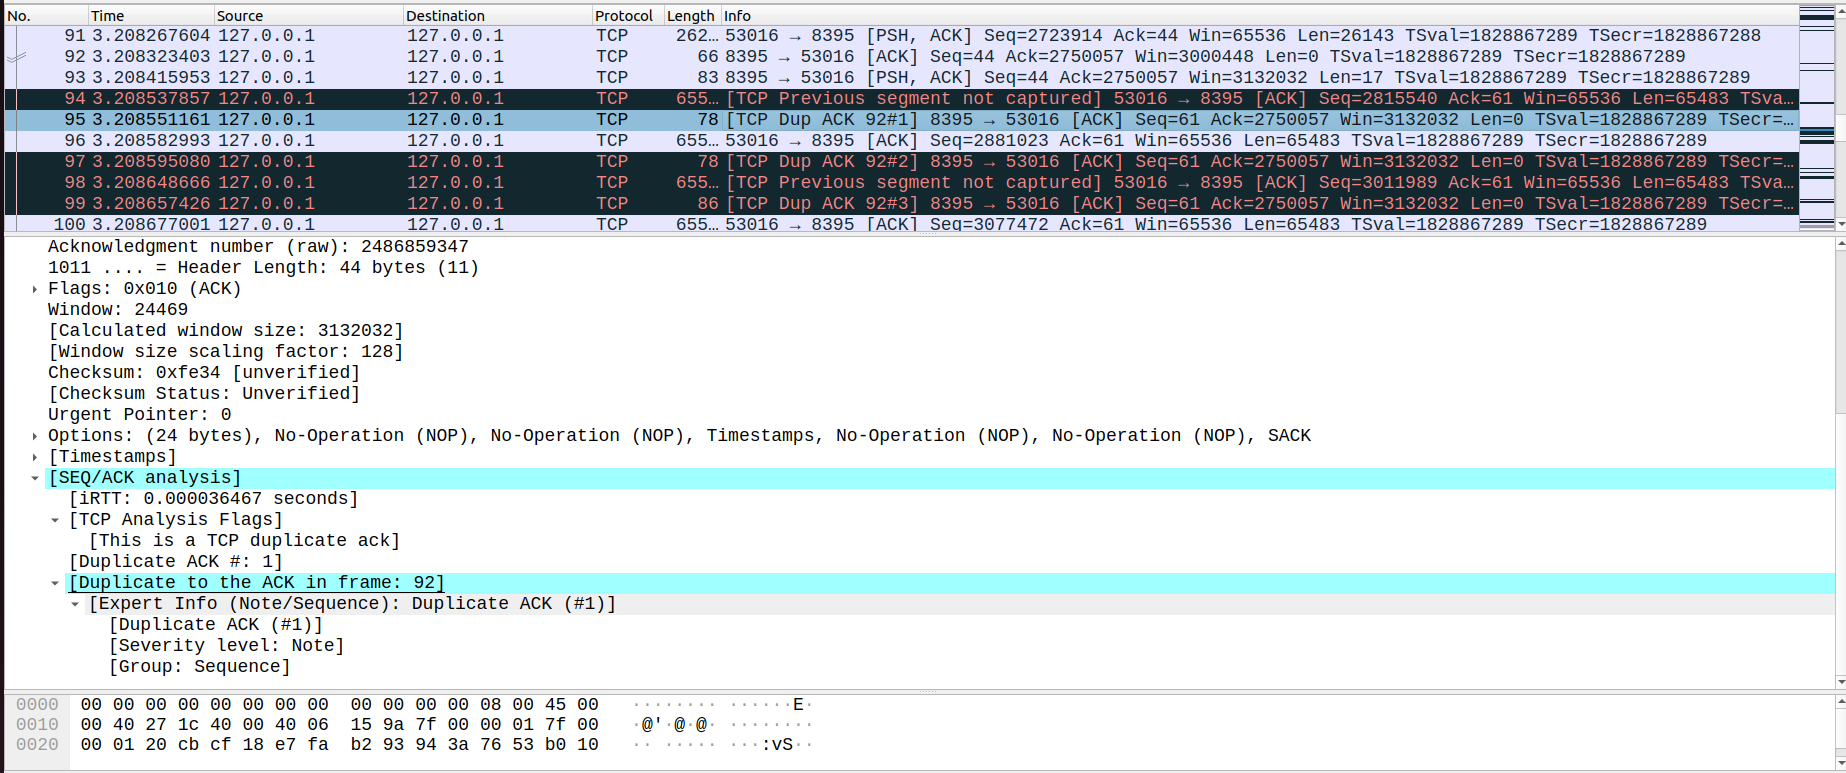 No. Time Source Destination Protocol Length Info
91 3.208267604 127.0.0.1 127.0.0.1 TCP 262… 53016 → 8395 [PSH, ACK] Seq=2723914 Ack=44 Win=65536 Len=26143 TSval=1828867289 TSecr=1828867288
92 3.208323403 127.0.0.1 127.0.0.1 TCP 66 8395 → 53016 [ACK] Seq=44 Ack=2750057 Win=3000448 Len=0 TSval=1828867289 TSecr=1828867289
93 3.208415953 127.0.0.1 127.0.0.1 TCP 83 8395 → 53016 [PSH, ACK] Seq=44 Ack=2750057 Win=3132032 Len=17 TSval=1828867289 TSecr=1828867289
94 3.208537857 127.0.0.1 127.0.0.1 TCP 655… [TCP Previous segment not captured] 53016 → 8395 [ACK] Seq=2815540 Ack=61 Win=65536 Len=65483 TSva…
95 3.208551161 127.0.0.1 127.0.0.1 TCP 78 [TCP Dup ACK 92#1] 8395 → 53016 [ACK] Seq=61 Ack=2750057 Win=3132032 Len=0 TSval=1828867289 TSecr=…
96 3.208582993 127.0.0.1 127.0.0.1 TCP 655… 53016 → 8395 [ACK] Seq=2881023 Ack=61 Win=65536 Len=65483 TSval=1828867289 TSecr=1828867289
97 3.208595080 127.0.0.1 127.0.0.1 TCP 78 [TCP Dup ACK 92#2] 8395 → 53016 [ACK] Seq=61 Ack=2750057 Win=3132032 Len=0 TSval=1828867289 TSecr=…
98 3.208648666 127.0.0.1 127.0.0.1 TCP 655… [TCP Previous segment not captured] 53016 → 8395 [ACK] Seq=3011989 Ack=61 Win=65536 Len=65483 TSva…
99 3.208657426 127.0.0.1 127.0.0.1 TCP 86 [TCP Dup ACK 92#3] 8395 → 53016 [ACK] Seq=61 Ack=2750057 Win=3132032 Len=0 TSval=1828867289 TSecr=…
100 3.208677001 127.0.0.1 127.0.0.1 TCP 655… 53016 → 8395 [ACK] Seq=3077472 Ack=61 Win=65536 Len=65483 TSval=1828867289 TSecr=1828867289
Acknowledgment number (raw): 2486859347
1011 .... = Header Length: 44 bytes (11)
Flags: 0x010 (ACK)
Window: 24469
[Calculated window size: 3132032]
[Window size scaling factor: 128]
Checksum: 0xfe34 [unverified]
[Checksum Status: Unverified]
Urgent Pointer: 0
Options: (24 bytes), No-Operation (NOP), No-Operation (NOP), Timestamps, No-Operation (NOP), No-Operation (NOP), SACK
[Timestamps]
[SEQ/ACK analysis]
[iRTT: 0.000036467 seconds]
[TCP Analysis Flags]
[This is a TCP duplicate ack]
[Duplicate ACK #: 1]
[Duplicate to the ACK in frame: 92]
[Expert Info (Note/Sequence): Duplicate ACK (#1)]
[Duplicate ACK (#1)]
[Severity level: Note]
[Group: Sequence]
0000 00 00 00 00 00 00 00 00 00 00 00 00 08 00 45 00 ········ ······E·
0010 00 40 27 1c 40 00 40 06 15 9a 7f 00 00 01 7f 00 ·@'·@·@· ········
0020 00 01 20 cb cf 18 e7 fa b2 93 94 3a 76 53 b0 10 ·· ····· ···:vS··